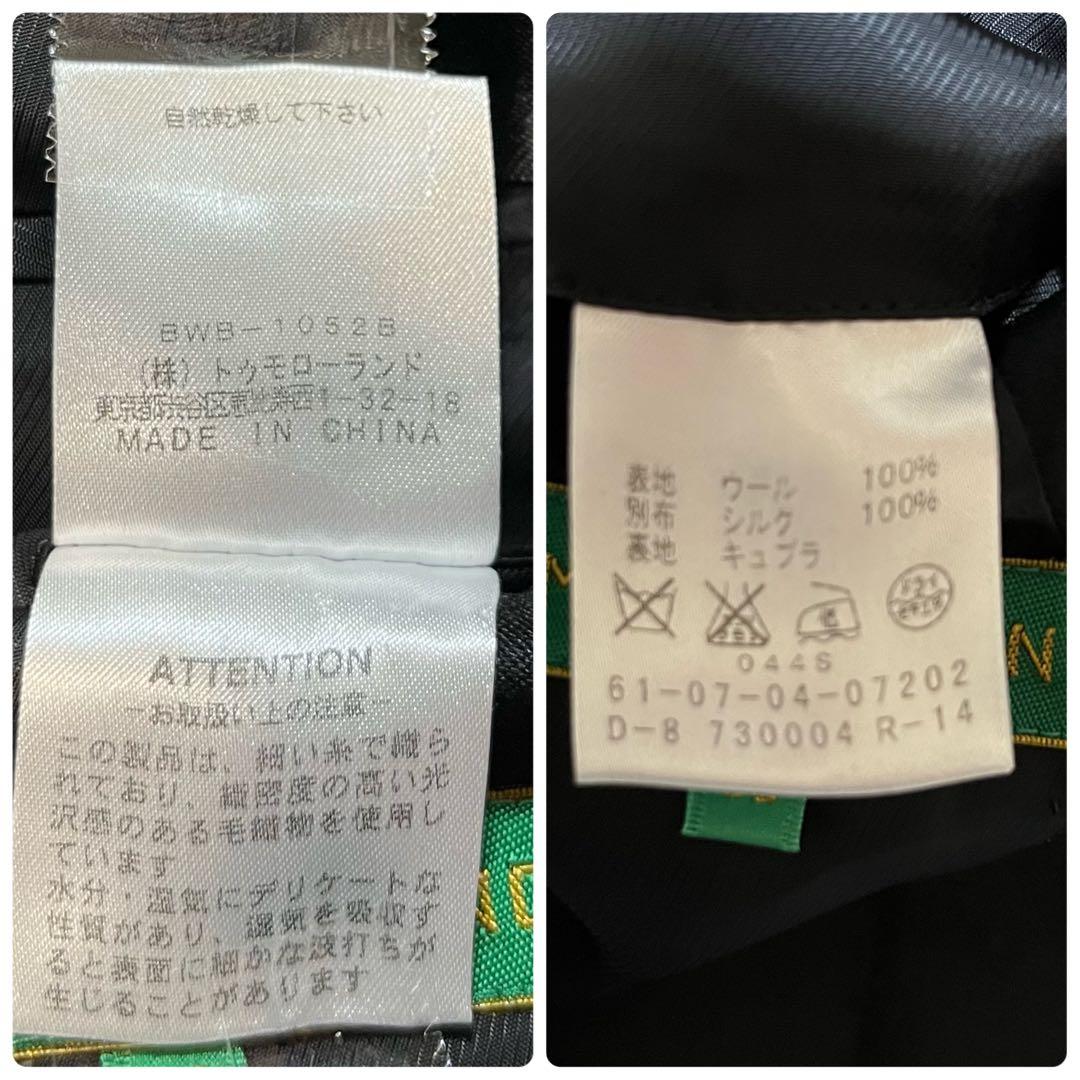 自然乾燥して下さい
BWB-1052B
(株) トゥモローランド
東京都渋谷区恵比寿西1-32-18
MADE IN CHINA
ATTENTION
-お取扱い上の注意-
この製品は、細い糸で織ら
れており、織密度の高い光
沢感のある毛織物を使用し
ています
水分・湿気にデリケートな
性質があり、湿気を吸収す
ると表面に細かな波打ちが
生じることがあります
表地 ウール 100%
別布 シルク 100%
裏地 キュプラ
ドライ
セキユ系
044S
61-07-04-07202
D-8 730004 R-14